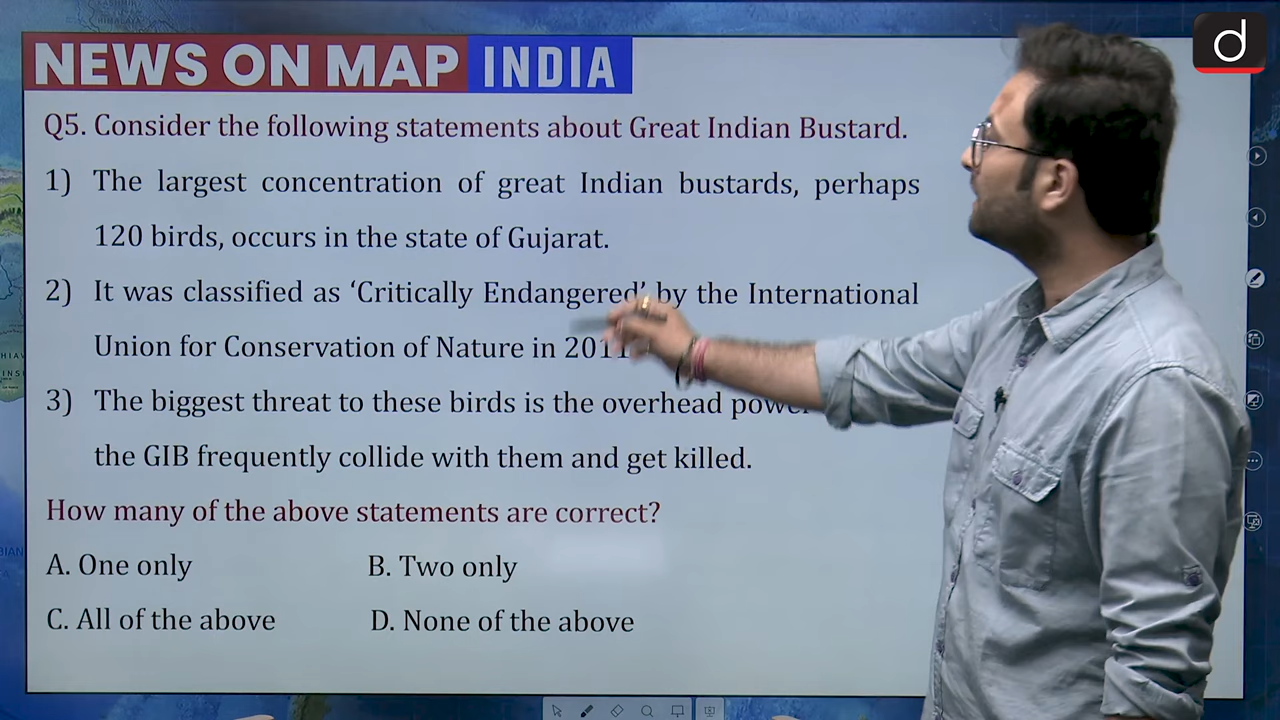 NEWS ON MAP INDIA
d
Q5. Consider the following statements about Great Indian Bustard.
1) The largest concentration of great Indian bustards, perhaps
120 birds, occurs in the state of Gujarat.
2) It was classified as ‘Critically Endangered’ by the International
Union for Conservation of Nature in 2011
3) The biggest threat to these birds is the overhead power
the GIB frequently collide with them and get killed.
How many of the above statements are correct?
A. One only B. Two only
C. All of the above D. None of the above